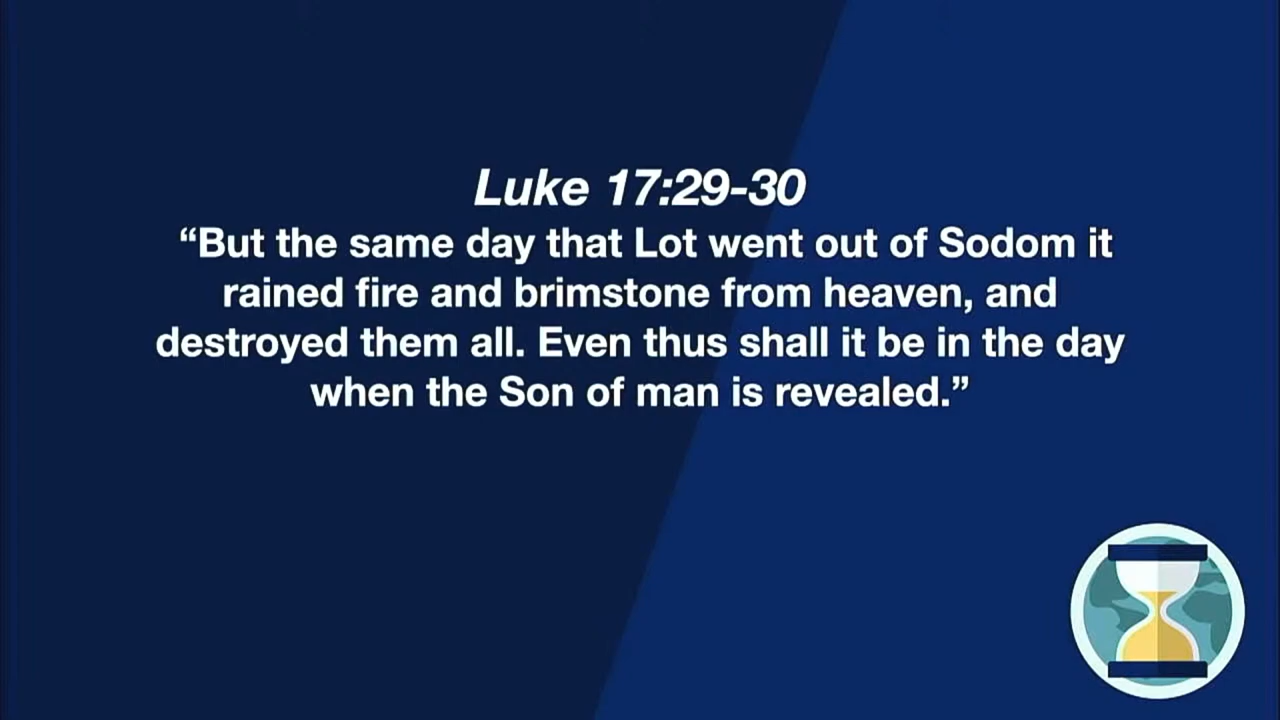 Luke 17:29-30
“But the same day that Lot went out of Sodom it
rained fire and brimstone from heaven, and
destroyed them all. Even thus shall it be in the day
when the Son of man is revealed.”